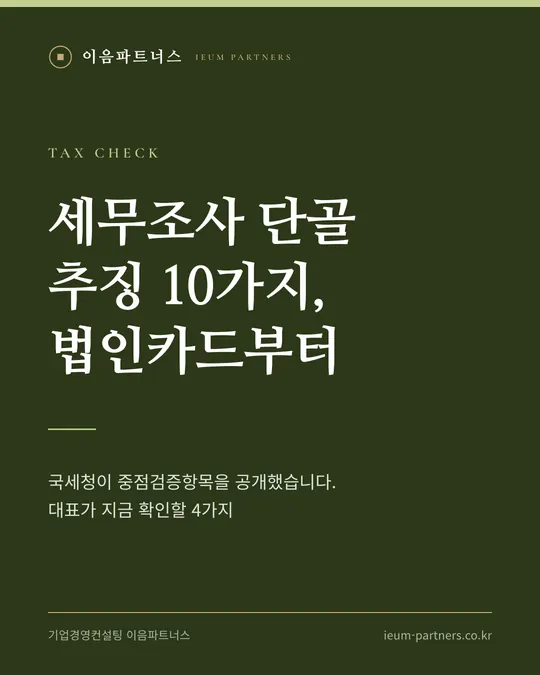 이음파트너스 IEUM PARTNERS
TAX CHECK
세무조사 단골
추징 10가지,
법인카드부터
국세청이 중점검증항목을 공개했습니다.
대표가 지금 확인할 4가지
기업경영컨설팅 이음파트너스 ieum-partners.co.kr